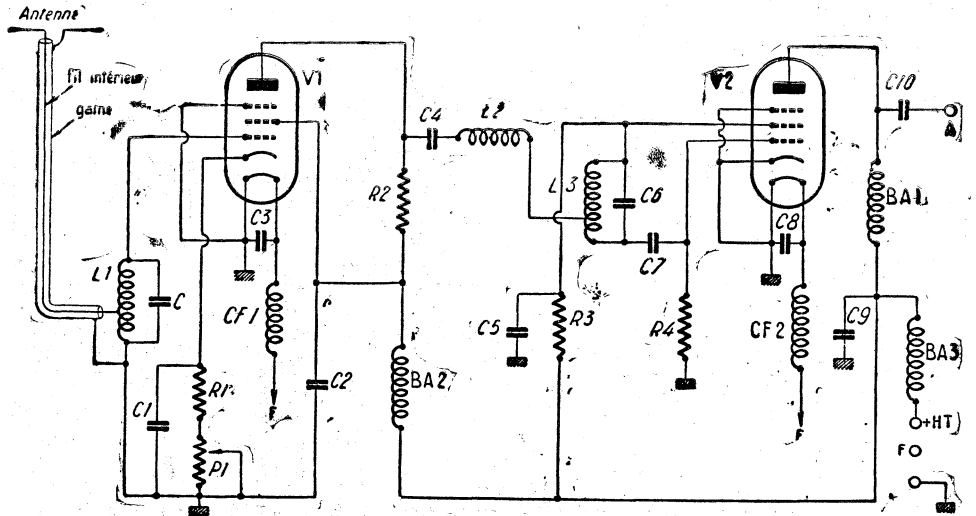 Antenne
fil intérieur
gaine
V1
V2
C4
L2
C10
A
R2
L3
C6
BA1
C3
C7
C8
L1
C
CF1
C5
R3
R4
CF2
C9
BA3
BA2
C2
R1
C1
P1
F
F
+HT
F